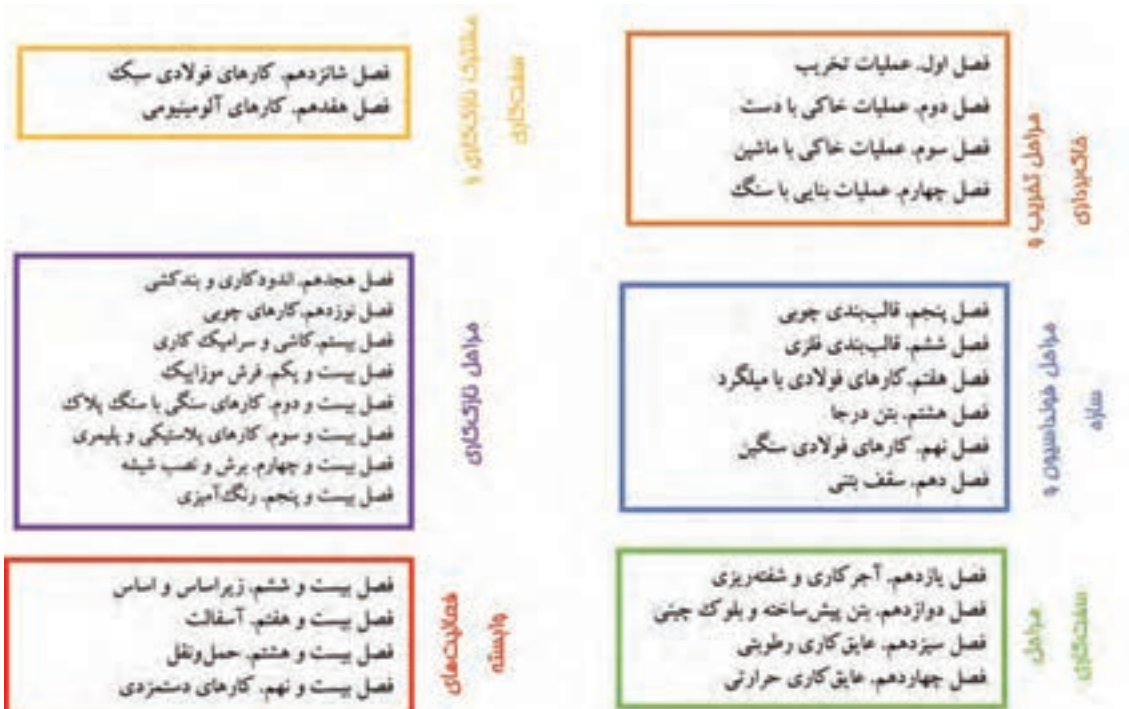 فصل اول. عملیات تخریب
فصل دوم. عملیات خاکی با دست
فصل سوم. عملیات خاکی با ماشین
فصل چهارم. عملیات بنایی با سنگ
مراحل تخریب و
خاک‌برداری
فصل پنجم. قالب‌بندی چوبی
فصل ششم. قالب‌بندی فلزی
فصل هفتم. کارهای فولادی با میلگرد
فصل هشتم. بتن درجا
فصل نهم. کارهای فولادی سنگین
فصل دهم. سقف بتنی
مراحل فونداسیون و
سازه
فصل یازدهم. آجرکاری و شفته‌ریزی
فصل دوازدهم. بتن پیش‌ساخته و بلوک چینی
فصل سیزدهم. عایق‌کاری رطوبتی
فصل چهاردهم. عایق‌کاری حرارتی
مراحل
سفت‌کاری
فصل شانزدهم. کارهای فولادی سبک
فصل هفدهم. کارهای آلومینیومی
مشترک نازک‌کاری و
سفت‌کاری
فصل هجدهم. اندودکاری و بندکشی
فصل نوزدهم. کارهای چوبی
فصل بیستم. کاشی و سرامیک کاری
فصل بیست و یکم. فرش موزاییک
فصل بیست و دوم. کارهای سنگی با سنگ پلاک
فصل بیست و سوم. کارهای پلاستیکی و پلیمری
فصل بیست و چهارم. برش و نصب شیشه
فصل بیست و پنجم. رنگ‌آمیزی
مراحل نازک‌کاری
فصل بیست و ششم. زیراساس و اساس
فصل بیست و هفتم. آسفالت
فصل بیست و هشتم. حمل‌ونقل
فصل بیست و نهم. کارهای دستمزدی
فعالیت‌های
وابسته